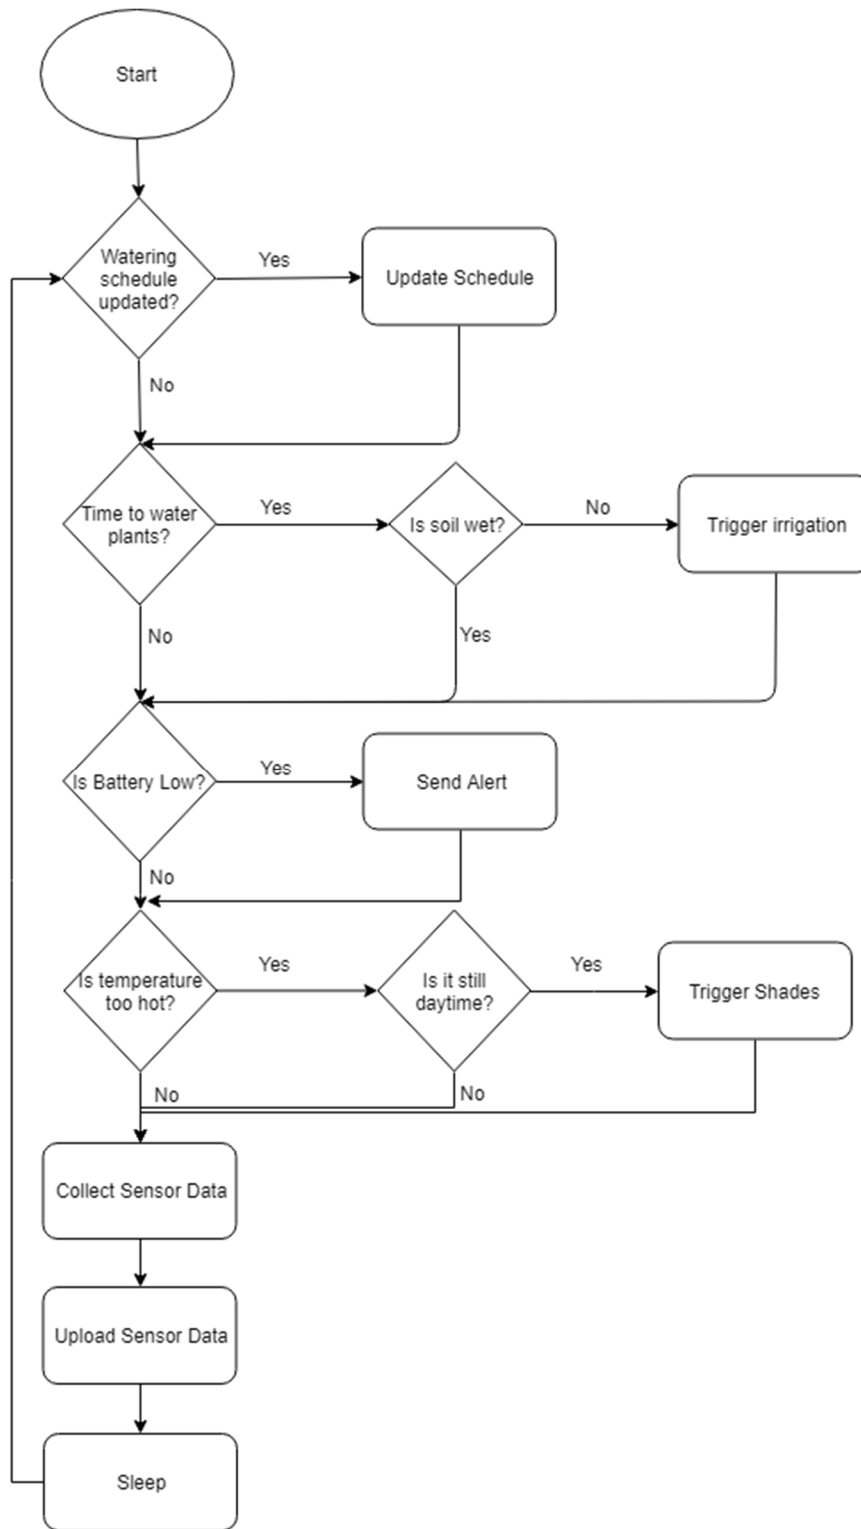 Start
Watering
schedule
updated?
Yes
Update Schedule
No
Time to water
plants?
Yes
Is soil wet?
No
Trigger irrigation
No
Yes
Is Battery Low?
Yes
Send Alert
No
Is temperature
too hot?
Yes
Is it still
daytime?
Yes
Trigger Shades
No
No
Collect Sensor Data
Upload Sensor Data
Sleep